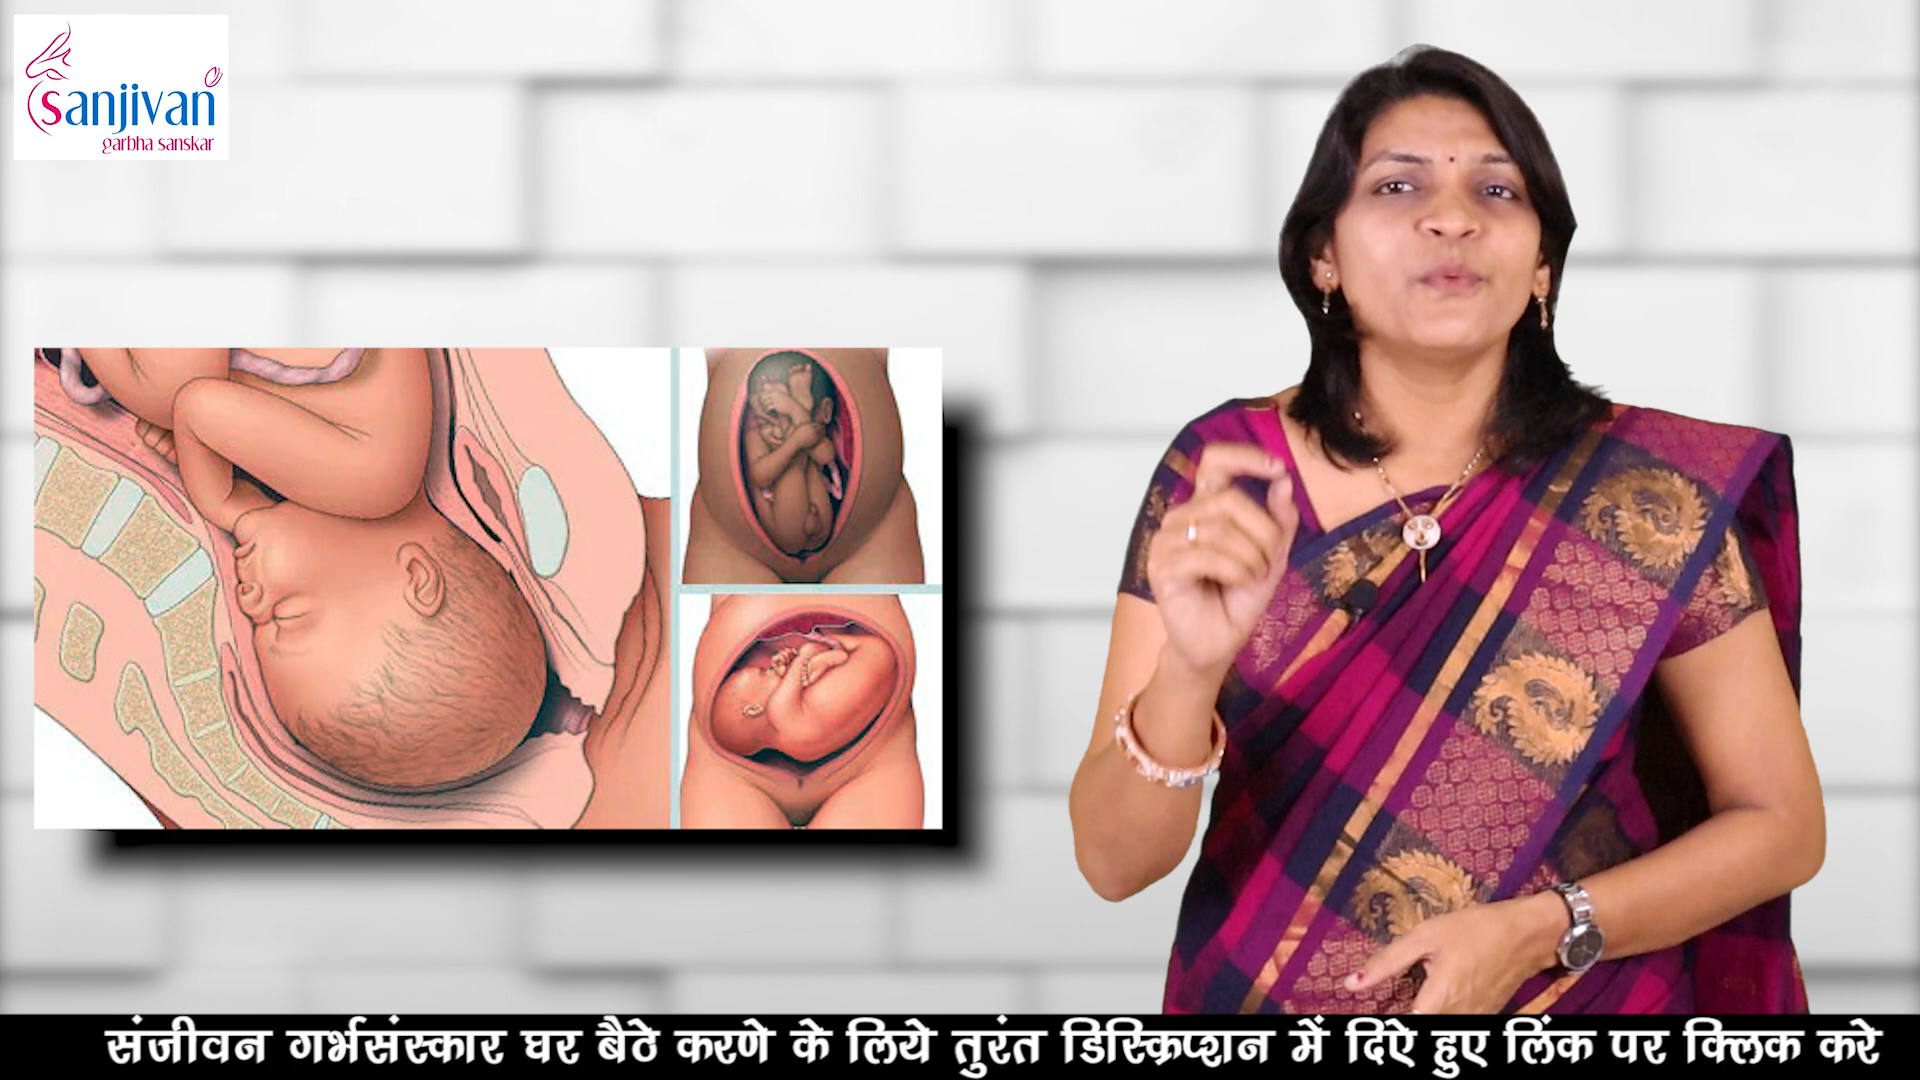 sanjivan
garbha sanskar
संजीवन गर्भसंस्कार घर बैठे करणे के लिये तुरंत डिस्क्रिप्शन में दिऐ हुए लिंक पर क्लिक करे